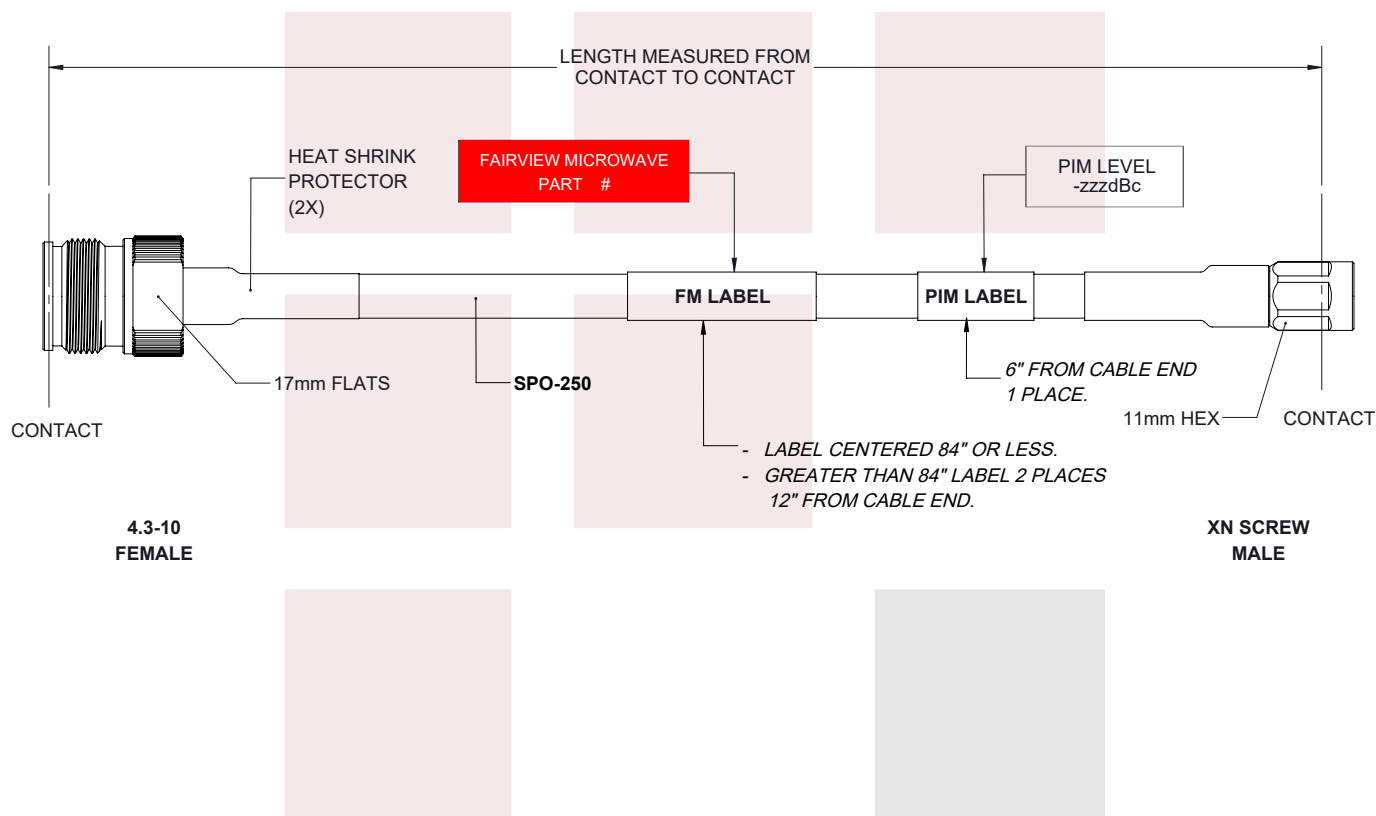 LENGTH MEASURED FROM
CONTACT TO CONTACT
HEAT SHRINK
PROTECTOR
(2X)
FAIRVIEW MICROWAVE
PART #
PIM LEVEL
-zzzdBc
FM LABEL
PIM LABEL
17mm FLATS
SPO-250
6" FROM CABLE END
1 PLACE.
11mm HEX
CONTACT
CONTACT
- LABEL CENTERED 84" OR LESS.
- GREATER THAN 84" LABEL 2 PLACES
12" FROM CABLE END.
4.3-10
FEMALE
XN SCREW
MALE